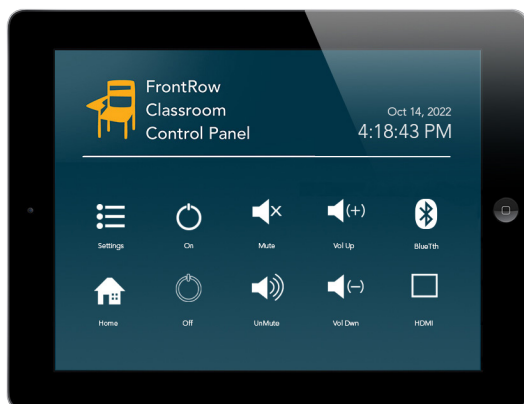 FrontRow
Classroom
Control Panel
Oct 14, 2022
4:18:43 PM
Settings
On
Mute
(+)
Vol Up
BlueTth
Home
Off
UnMute
(−)
Vol Dwn
HDMI